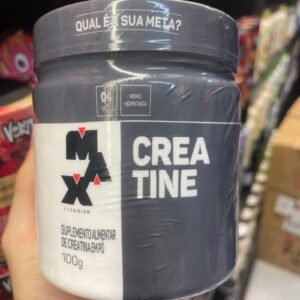 QUAL É A SUA META?
0%
MONO
HIDRATADA
MAX
TITANIUM
CREA
TINE
SUPLEMENTO ALIMENTAR
DE CREATINA EM PÓ
100g